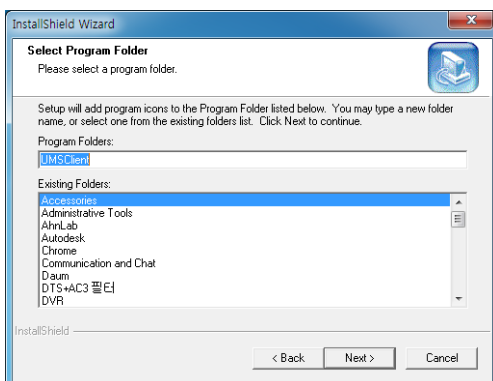 InstallShield Wizard
Select Program Folder
Please select a program folder.
Setup will add program icons to the Program Folder listed below.  You may type a new folder
name, or select one from the existing folders list.  Click Next to continue.
Program Folders:
UMSClient
Existing Folders:
Accessories
Administrative Tools
AhnLab
Autodesk
Chrome
Communication and Chat
Daum
DTS+AC3 필터
DVR
InstallShield
< Back
Next >
Cancel